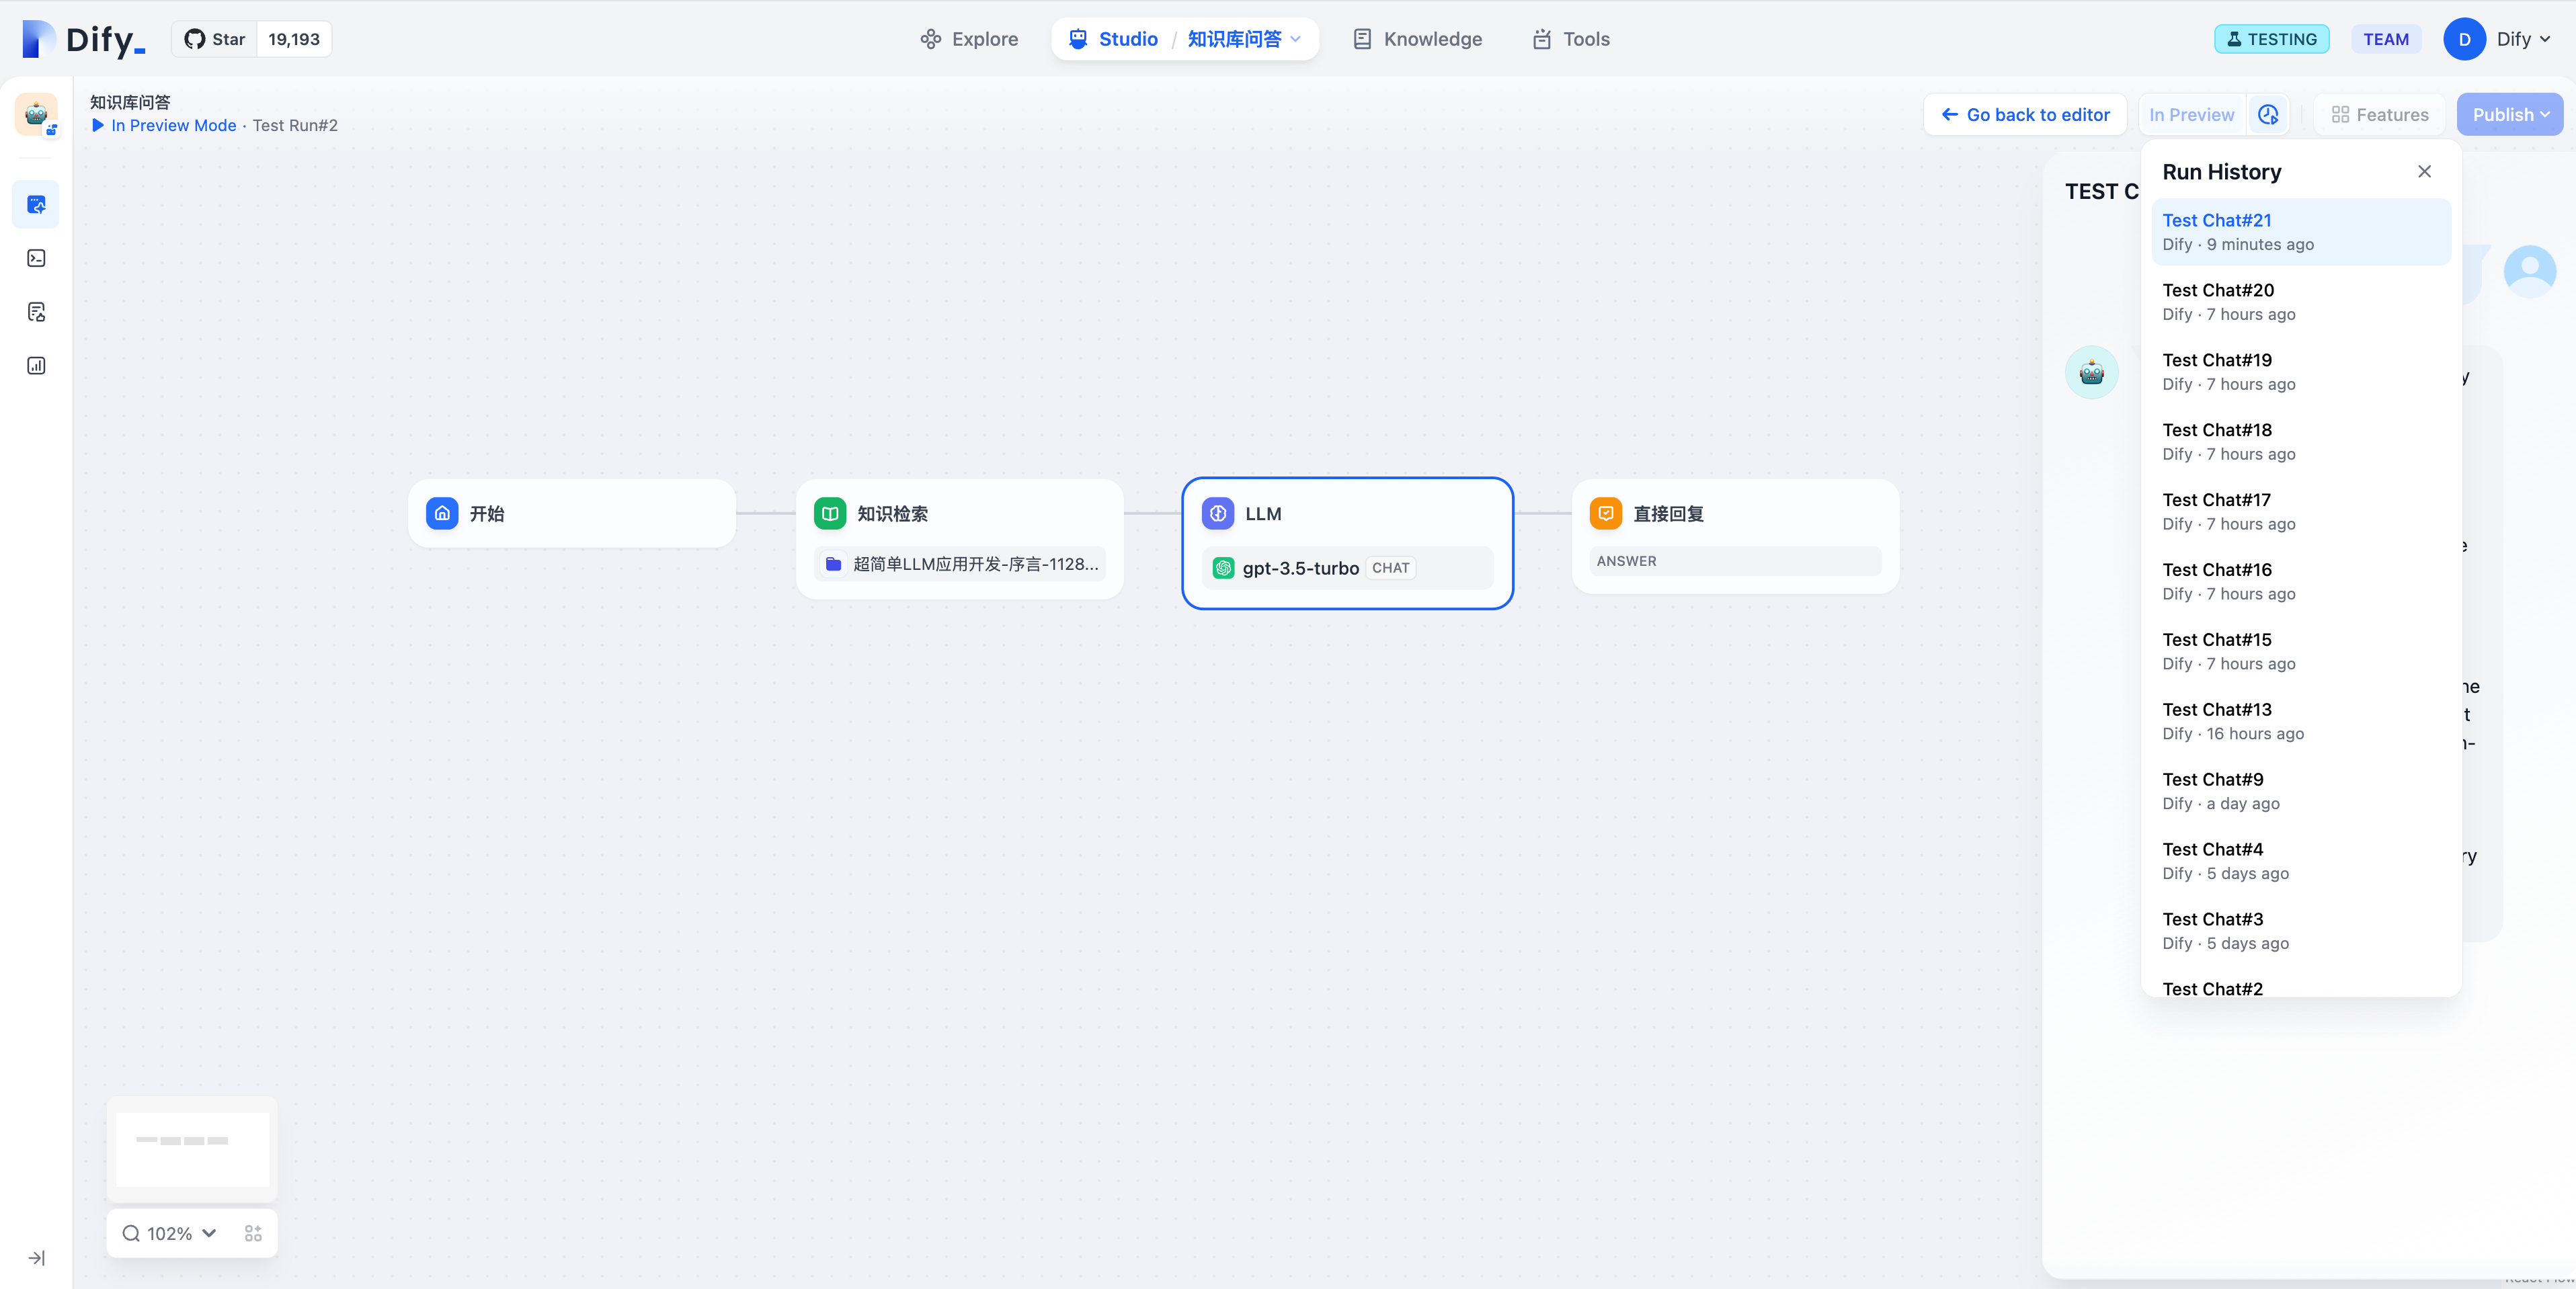 Dify_
Star 19,193
Explore
Studio / 知识库问答
Knowledge
Tools
TESTING
TEAM
D Dify
知识库问答
In Preview Mode · Test Run#2
Go back to editor
In Preview
Features
Publish
TEST C
Run History
Test Chat#21
Dify · 9 minutes ago
Test Chat#20
Dify · 7 hours ago
Test Chat#19
Dify · 7 hours ago
Test Chat#18
Dify · 7 hours ago
Test Chat#17
Dify · 7 hours ago
Test Chat#16
Dify · 7 hours ago
Test Chat#15
Dify · 7 hours ago
Test Chat#13
Dify · 16 hours ago
Test Chat#9
Dify · a day ago
Test Chat#4
Dify · 5 days ago
Test Chat#3
Dify · 5 days ago
Test Chat#2
开始
知识检索
超简单LLM应用开发-序言-1128...
LLM
gpt-3.5-turbo CHAT
直接回复
ANSWER
102%